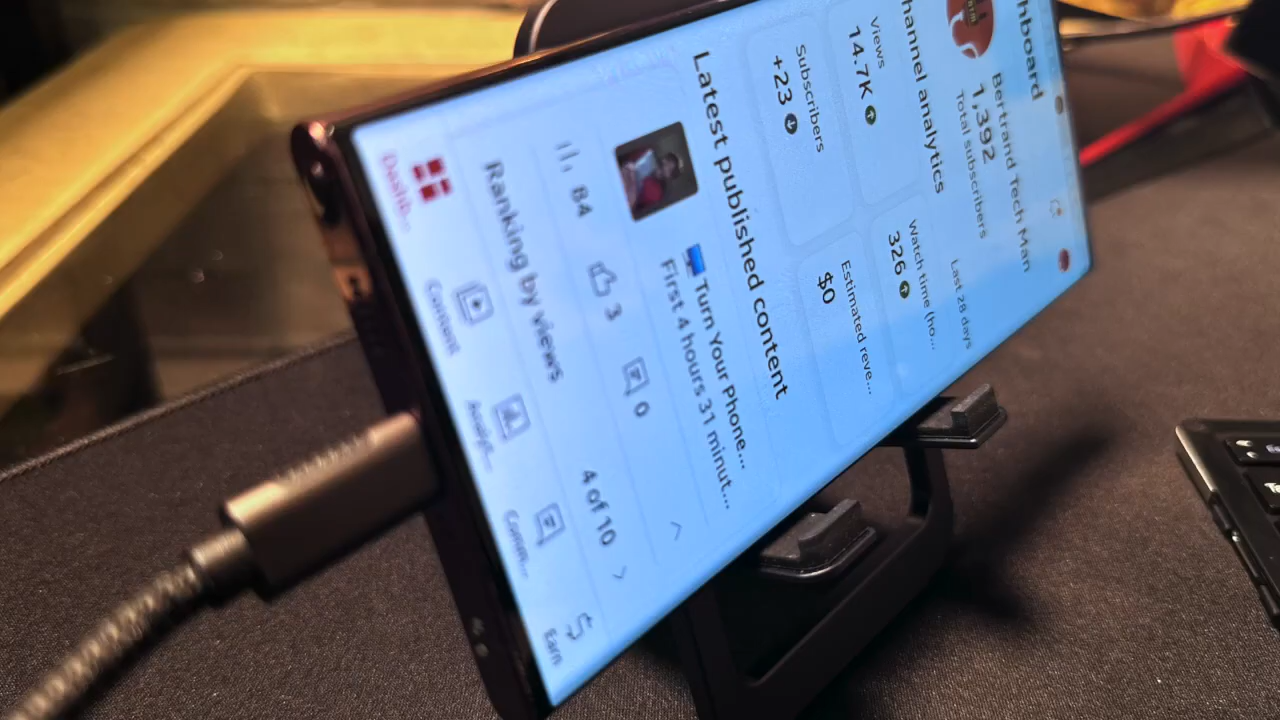 hboard
Bertrand Tech Man
1,392
Total subscribers
hannel analytics
Last 28 days
Views
14.7K
Watch time (ho...
326
Subscribers
+23
Estimated reve...
$0
Latest published content
Turn Your Phone...
First 4 hours 31 minut...
84
3
0
Ranking by views
4 of 10
Dashb...
Content
Analyt...
Comm...
Earn